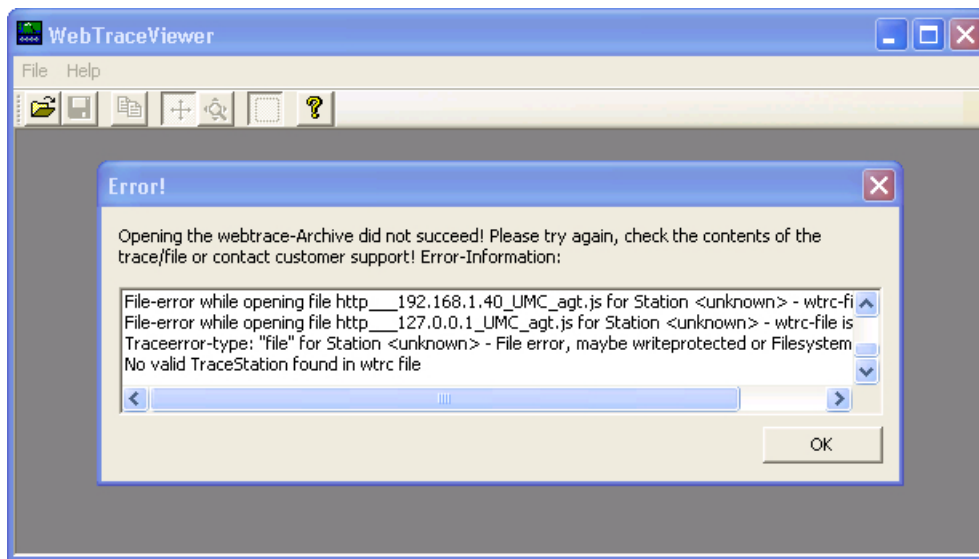 WebTraceViewer
File Help
Error!
Opening the webtrace-Archive did not succeed! Please try again, check the contents of the
trace/file or contact customer support! Error-Information:
File-error while opening file http___192.168.1.40_UMC_agt.js for Station <unknown> - wtrc-fi
File-error while opening file http___127.0.0.1_UMC_agt.js for Station <unknown> - wtrc-file is
Traceerror-type: "file" for Station <unknown> - File error, maybe writeprotected or Filesystem
No valid TraceStation found in wtrc file
OK